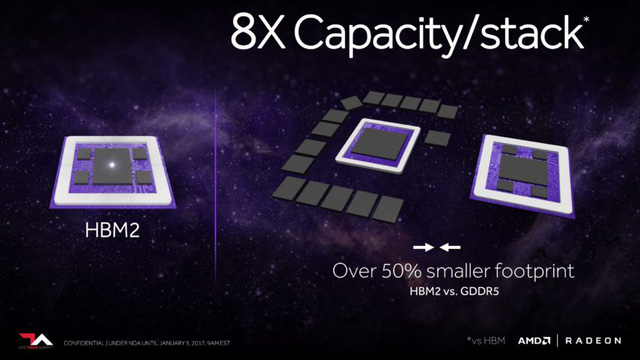 8X Capacity/stack*
HBM2
Over 50% smaller footprint
HBM2 vs. GDDR5
CONFIDENTIAL | UNDER NDA UNTIL JANUARY 5, 2017, 9AM EST
*vs HBM
AMD
RADEON